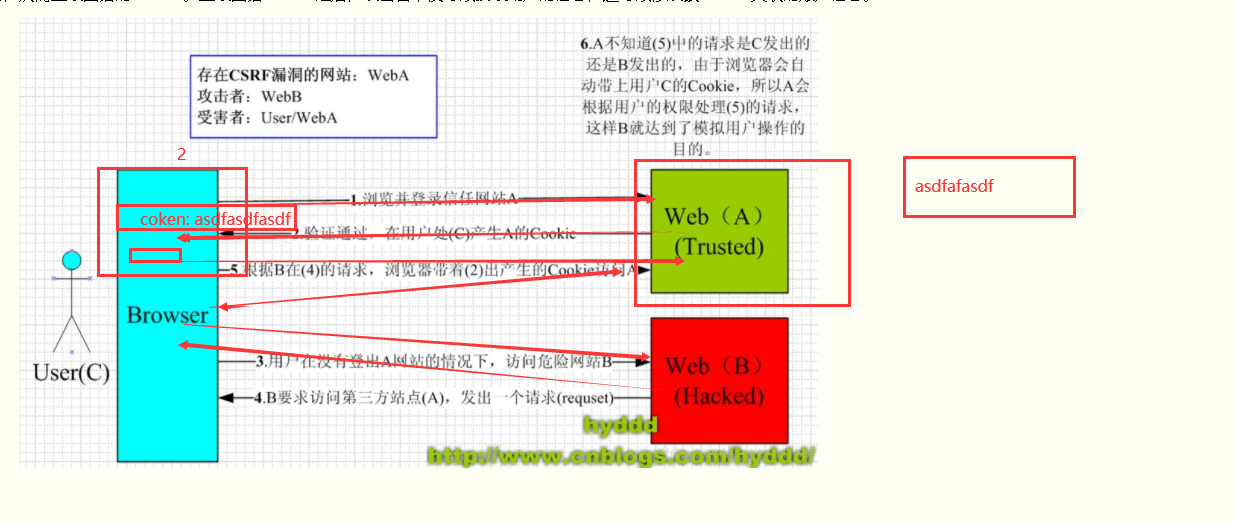 6.A不知道(5)中的请求是C发出的
还是B发出的，由于浏览器会自
动带上用户C的Cookie，所以A会
根据用户的权限处理(5)的请求，
这样B就达到了模拟用户操作的
目的。
存在CSRF漏洞的网站：WebA
攻击者：WebB
受害者：User/WebA
2
asdfafasdf
1.浏览并登录信任网站A
coken: asdfasdfasdf
Web（A）
(Trusted)
2.验证通过，在用户处(C)产生A的Cookie
5.根据B在(4)的请求，浏览器带着(2)出产生的Cookie访问A
Browser
User(C)
3.用户在没有登出A网站的情况下，访问危险网站B
Web（B）
(Hacked)
4.B要求访问第三方站点(A)，发出一个请求(requset)
hyddd
http://www.cnblogs.com/hyddd/